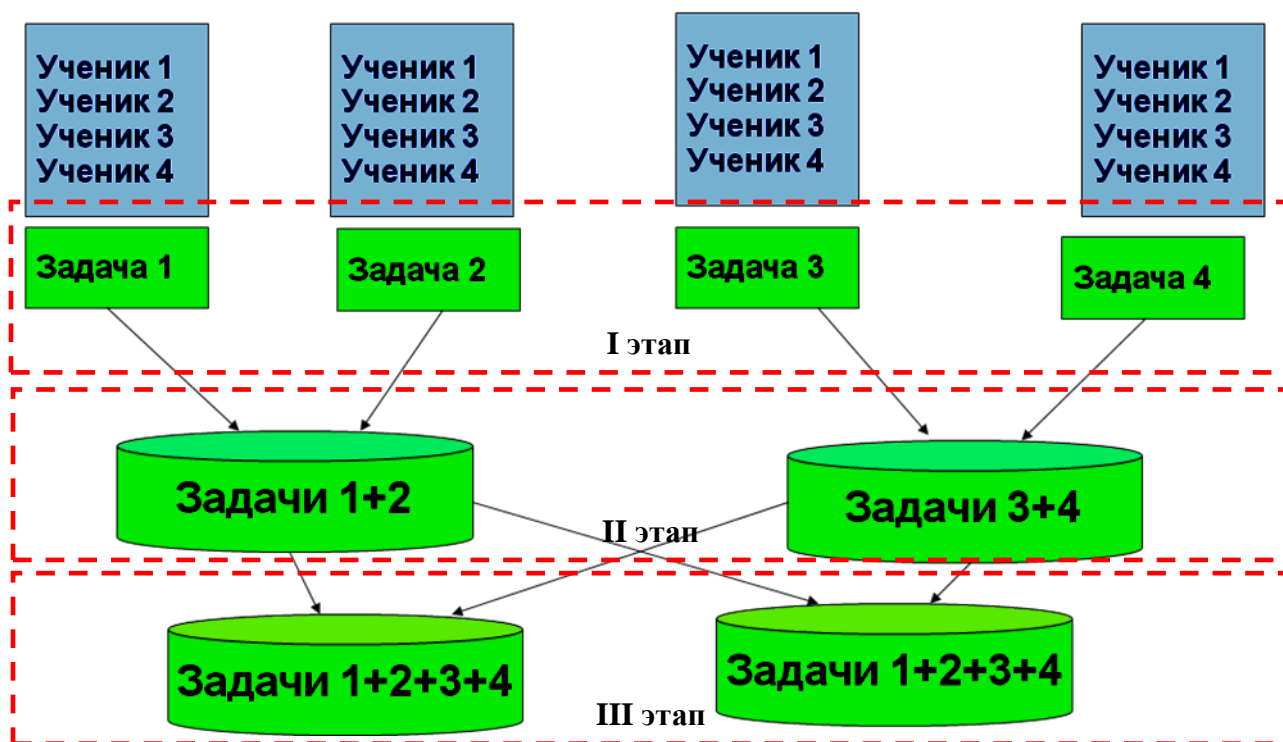 Ученик 1
Ученик 2
Ученик 3
Ученик 4
Ученик 1
Ученик 2
Ученик 3
Ученик 4
Ученик 1
Ученик 2
Ученик 3
Ученик 4
Ученик 1
Ученик 2
Ученик 3
Ученик 4
Задача 1
Задача 2
Задача 3
Задача 4
I этап
Задачи 1+2
Задачи 3+4
II этап
Задачи 1+2+3+4
Задачи 1+2+3+4
III этап